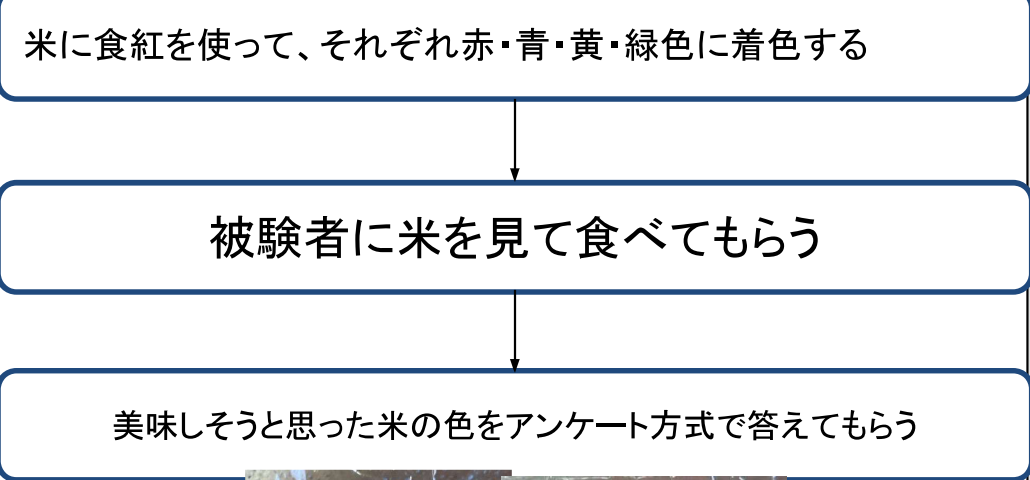 米に食紅を使って、それぞれ赤･青･黄･緑色に着色する
被験者に米を見て食べてもらう
美味しそうと思った米の色をアンケート方式で答えてもらう